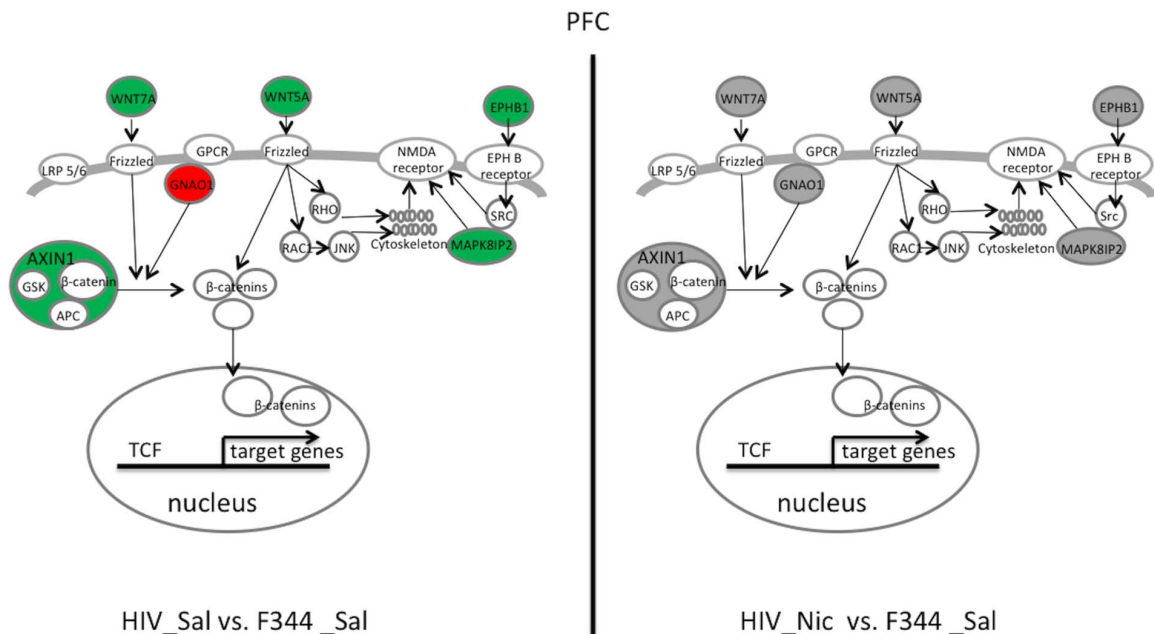 PFC
WNT7A
WNT5A
EPHB1
LRP 5/6
Frizzled
GPCR
Frizzled
NMDA
receptor
EPH B
receptor
GNAO1
RHO
SRC
RAC1
JNK
Cytoskeleton
MAPK8IP2
AXIN1
GSK
β-catenin
APC
β-catenins
β-catenins
TCF
target genes
nucleus
HIV_Sal vs. F344 _Sal
WNT7A
WNT5A
EPHB1
LRP 5/6
Frizzled
GPCR
Frizzled
NMDA
receptor
EPH B
receptor
GNAO1
RHO
Src
RAC1
JNK
Cytoskeleton
MAPK8IP2
AXIN1
GSK
β-catenin
APC
β-catenins
β-catenins
TCF
target genes
nucleus
HIV_Nic vs. F344 _Sal